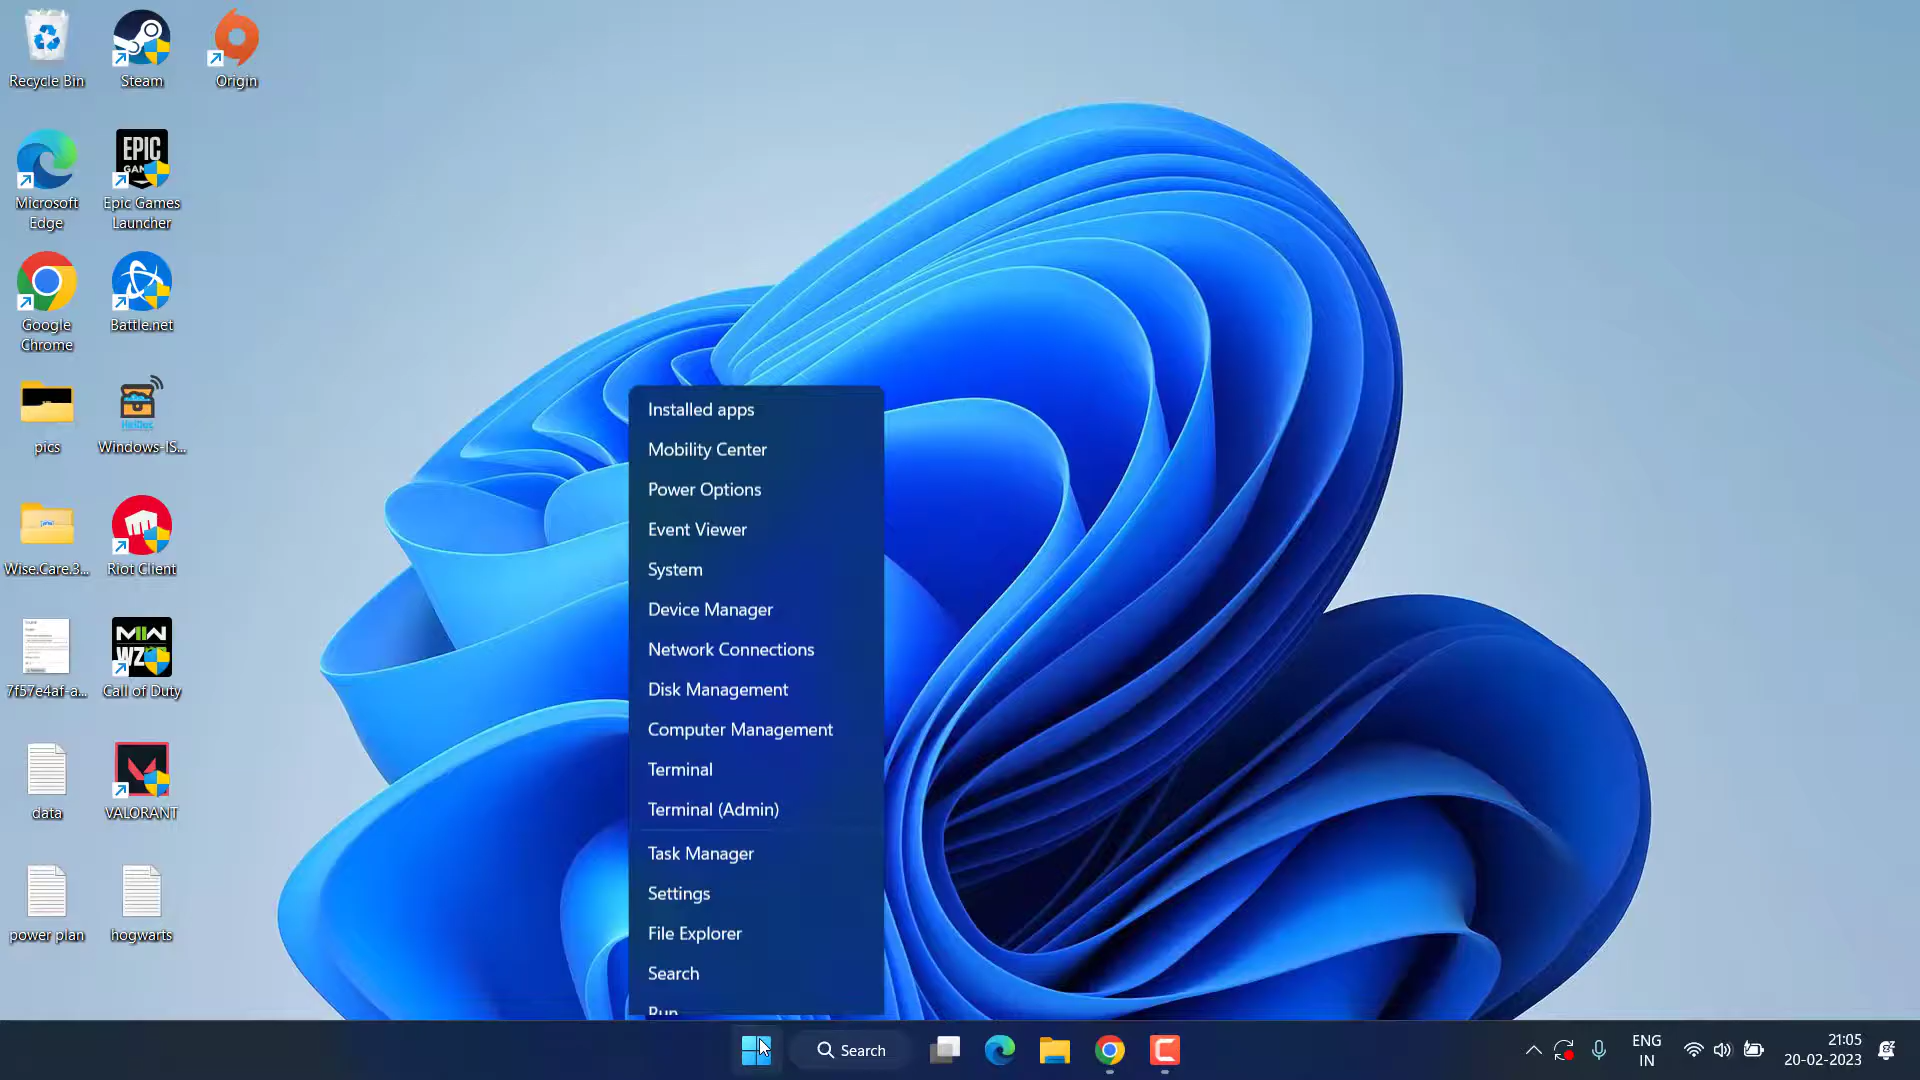 Recycle Bin
Steam
Origin
Microsoft
Edge
EPIC
Epic Games
Launcher
Google
Chrome
Battle.net
pics
Windows-IS...
Wise.Care.3...
Riot Client
7f57e4af-a...
MW
WZ
Call of Duty
data
VALORANT
power plan
hogwarts
Installed apps
Mobility Center
Power Options
Event Viewer
System
Device Manager
Network Connections
Disk Management
Computer Management
Terminal
Terminal (Admin)
Task Manager
Settings
File Explorer
Search
Run
Search
ENG
IN
21:05
20-02-2023